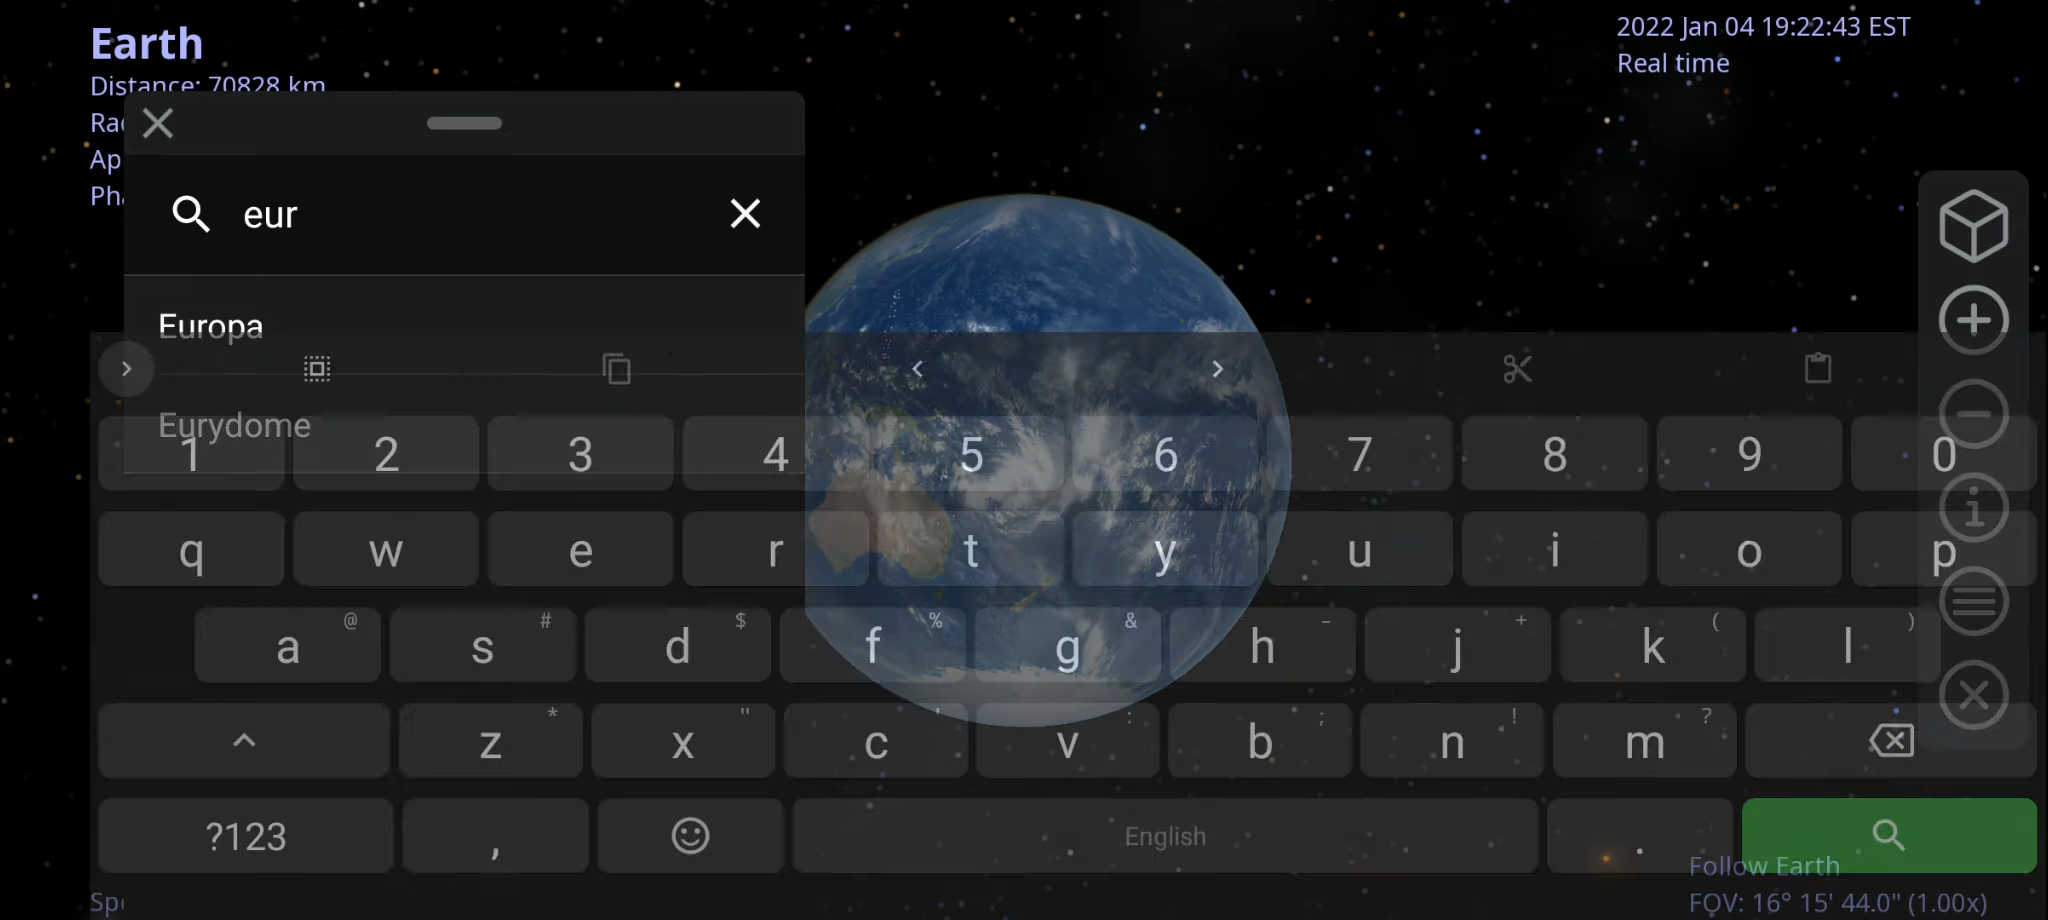 Earth
2022 Jan 04 19:22:43 EST
Real time
Distance: 70828 km
eur
Europa
Eurydome
1 2 3 4 5 6 7 8 9 0
q w e r t y u i o p
@ # $ % & - + ( )
a s d f g h j k l
* " ' : ; ! ?
z x c v b n m
?123 , English .
Follow Earth
FOV: 16° 15' 44.0" (1.00x)